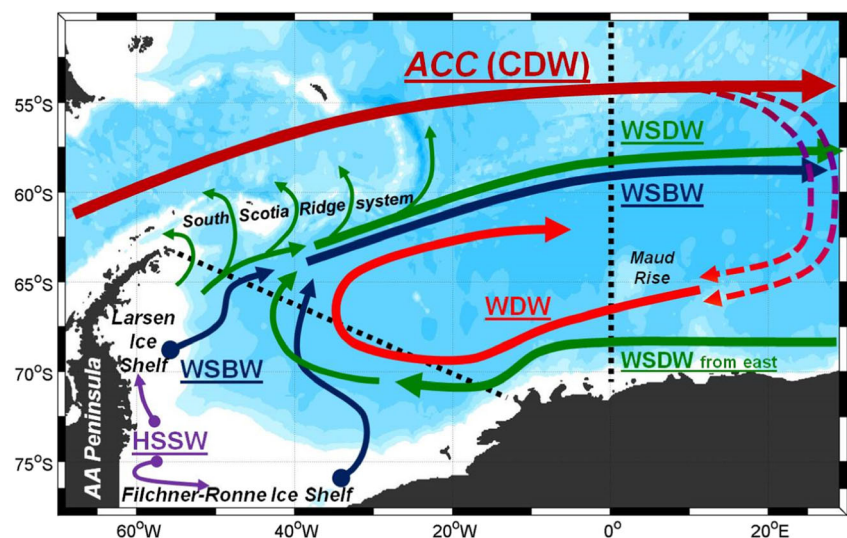 ACC (CDW)
55°S
WSDW
60°S
WSBW
South Scotia Ridge system
Maud
Rise
65°S
WDW
Larsen
Ice
Shelf
WSBW
WSDW from east
70°S
AA Peninsula
HSSW
75°S
Filchner-Ronne Ice Shelf
60°W
40°W
20°W
0°
20°E